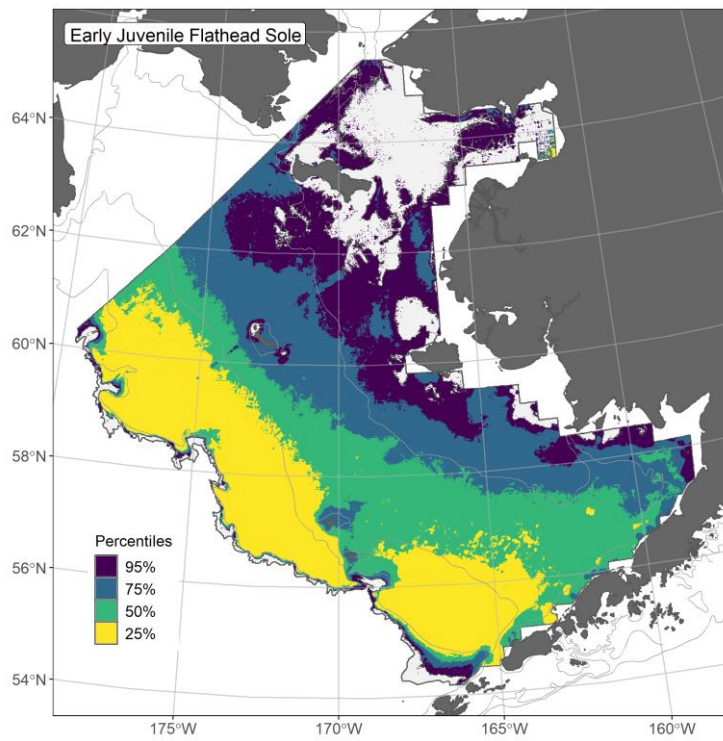 Early Juvenile Flathead Sole
64°N
62°N
60°N
58°N
56°N
54°N
Percentiles
95%
75%
50%
25%
175°W
170°W
165°W
160°W